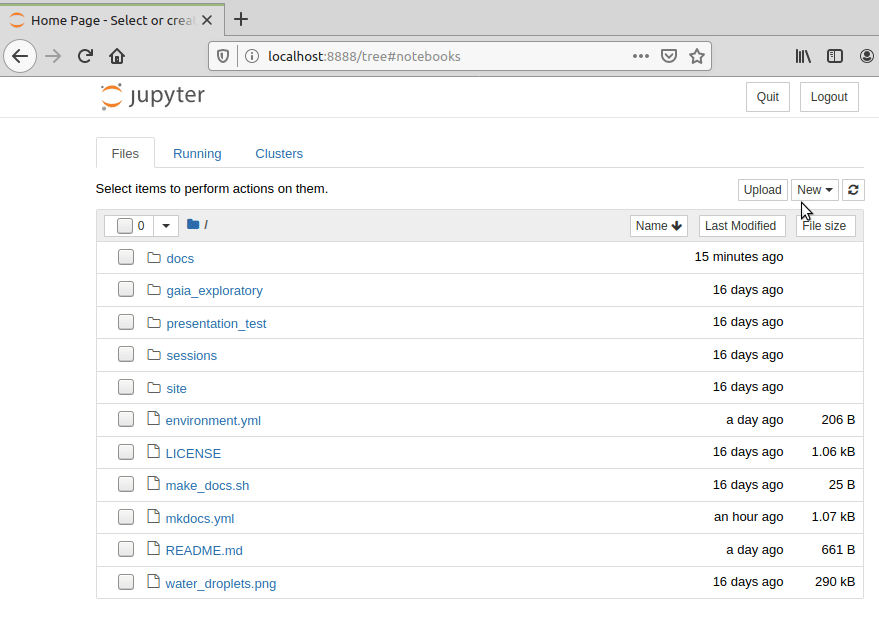 Home Page - Select or crea
localhost:8888/tree#notebooks
jupyter
Quit
Logout
Files
Running
Clusters
Select items to perform actions on them.
Upload
New
0
/
Name
Last Modified
File size
docs 15 minutes ago
gaia_exploratory 16 days ago
presentation_test 16 days ago
sessions 16 days ago
site 16 days ago
environment.yml a day ago 206 B
LICENSE 16 days ago 1.06 kB
make_docs.sh 16 days ago 25 B
mkdocs.yml an hour ago 1.07 kB
README.md a day ago 661 B
water_droplets.png 16 days ago 290 kB